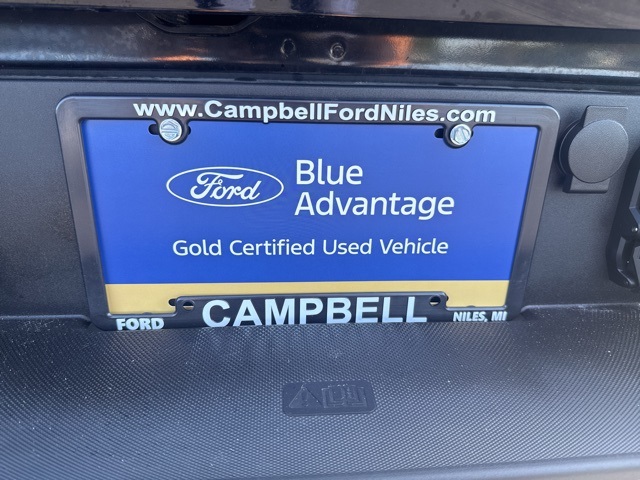 www.CampbellFordNiles.com
Ford
Blue
Advantage
Gold Certified Used Vehicle
FORD CAMPBELL NILES, MI